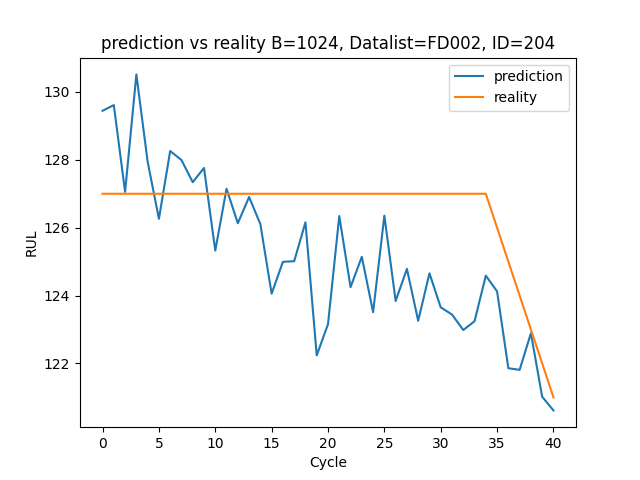 prediction vs reality B=1024, Datalist=FD002, ID=204
prediction
reality
130
128
126
124
122
RUL
0 5 10 15 20 25 30 35 40
Cycle